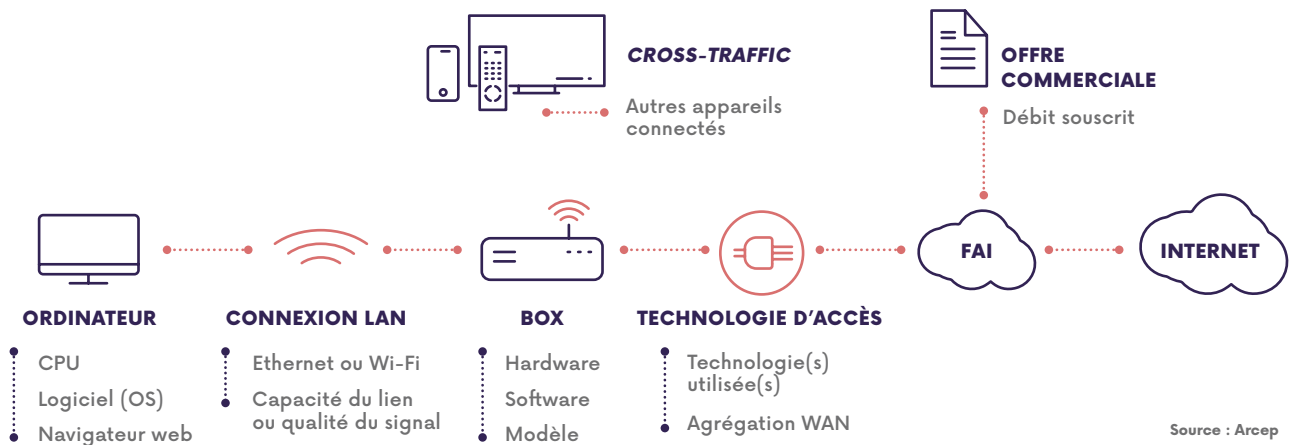 CROSS-TRAFFIC
Autres appareils
connectés
OFFRE
COMMERCIALE
Débit souscrit
FAI
INTERNET
ORDINATEUR
CPU
Logiciel (OS)
Navigateur web
CONNEXION LAN
Ethernet ou Wi-Fi
Capacité du lien
ou qualité du signal
BOX
Hardware
Software
Modèle
TECHNOLOGIE D'ACCÈS
Technologie(s)
utilisée(s)
Agrégation WAN
Source : Arcep